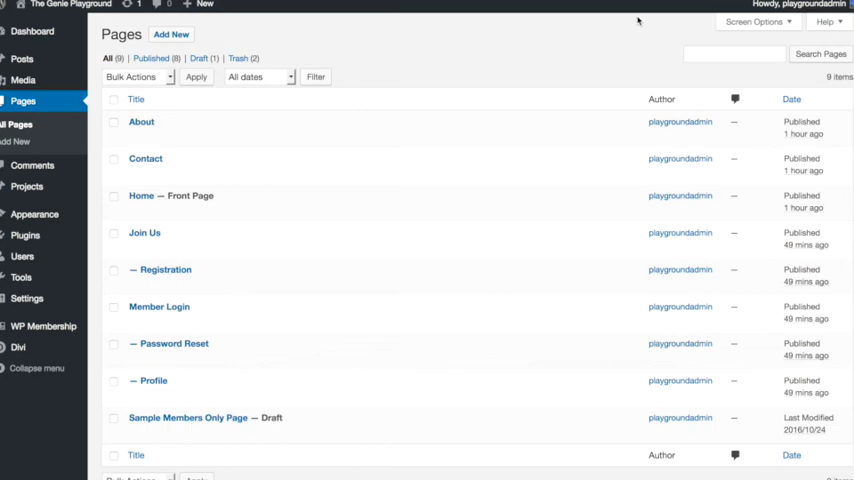 The Genie Playground 1 0 + New Howdy, playgroundadmin
Dashboard
Posts
Media
Pages
All Pages
Add New
Comments
Projects
Appearance
Plugins
Users
Tools
Settings
WP Membership
Divi
Collapse menu
Screen Options Help
Pages Add New
All (9) | Published (8) | Draft (1) | Trash (2)
Search Pages
Bulk Actions Apply All dates Filter 9 items
Title Author Date
About playgroundadmin — Published
1 hour ago
Contact playgroundadmin — Published
1 hour ago
Home — Front Page playgroundadmin — Published
1 hour ago
Join Us playgroundadmin — Published
49 mins ago
— Registration playgroundadmin — Published
49 mins ago
Member Login playgroundadmin — Published
49 mins ago
— Password Reset playgroundadmin — Published
49 mins ago
— Profile playgroundadmin — Published
49 mins ago
Sample Members Only Page — Draft playgroundadmin — Last Modified
2016/10/24
Title Author Date
Bulk Actions Apply 9 items